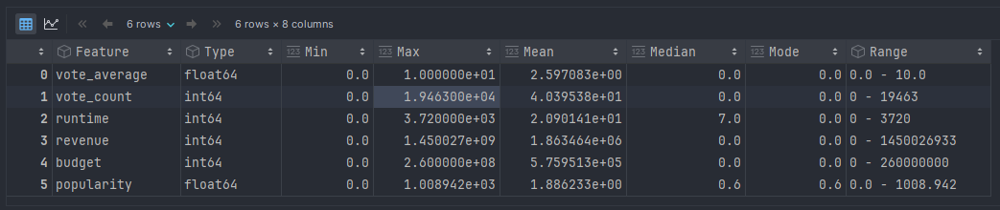 6 rows 6 rows × 8 columns
Feature Type 123 Min 123 Max 123 Mean 123 Median 123 Mode Range
0 vote_average float64 0.0 1.000000e+01 2.597083e+00 0.0 0.0 0.0 - 10.0
1 vote_count int64 0.0 1.946300e+04 4.039538e+01 0.0 0.0 0 - 19463
2 runtime int64 0.0 3.720000e+03 2.090141e+01 7.0 0.0 0 - 3720
3 revenue int64 0.0 1.450027e+09 1.863464e+06 0.0 0.0 0 - 1450026933
4 budget int64 0.0 2.600000e+08 5.759513e+05 0.0 0.0 0 - 260000000
5 popularity float64 0.0 1.008942e+03 1.886233e+00 0.6 0.6 0.0 - 1008.942